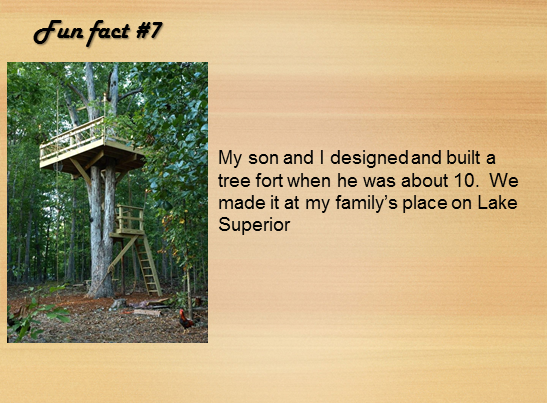 Fun fact #7
My son and I designed and built a
tree fort when he was about 10.  We
made it at my family's place on Lake
Superior